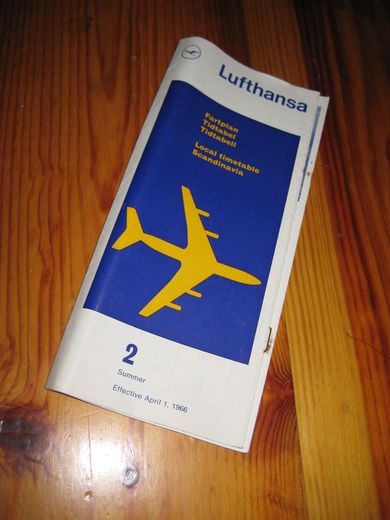 Lufthansa
Fartplan
Tidtabel
Tidtabell
Local timetable
Scandinavia
2
Summer
Effective April 1, 1966